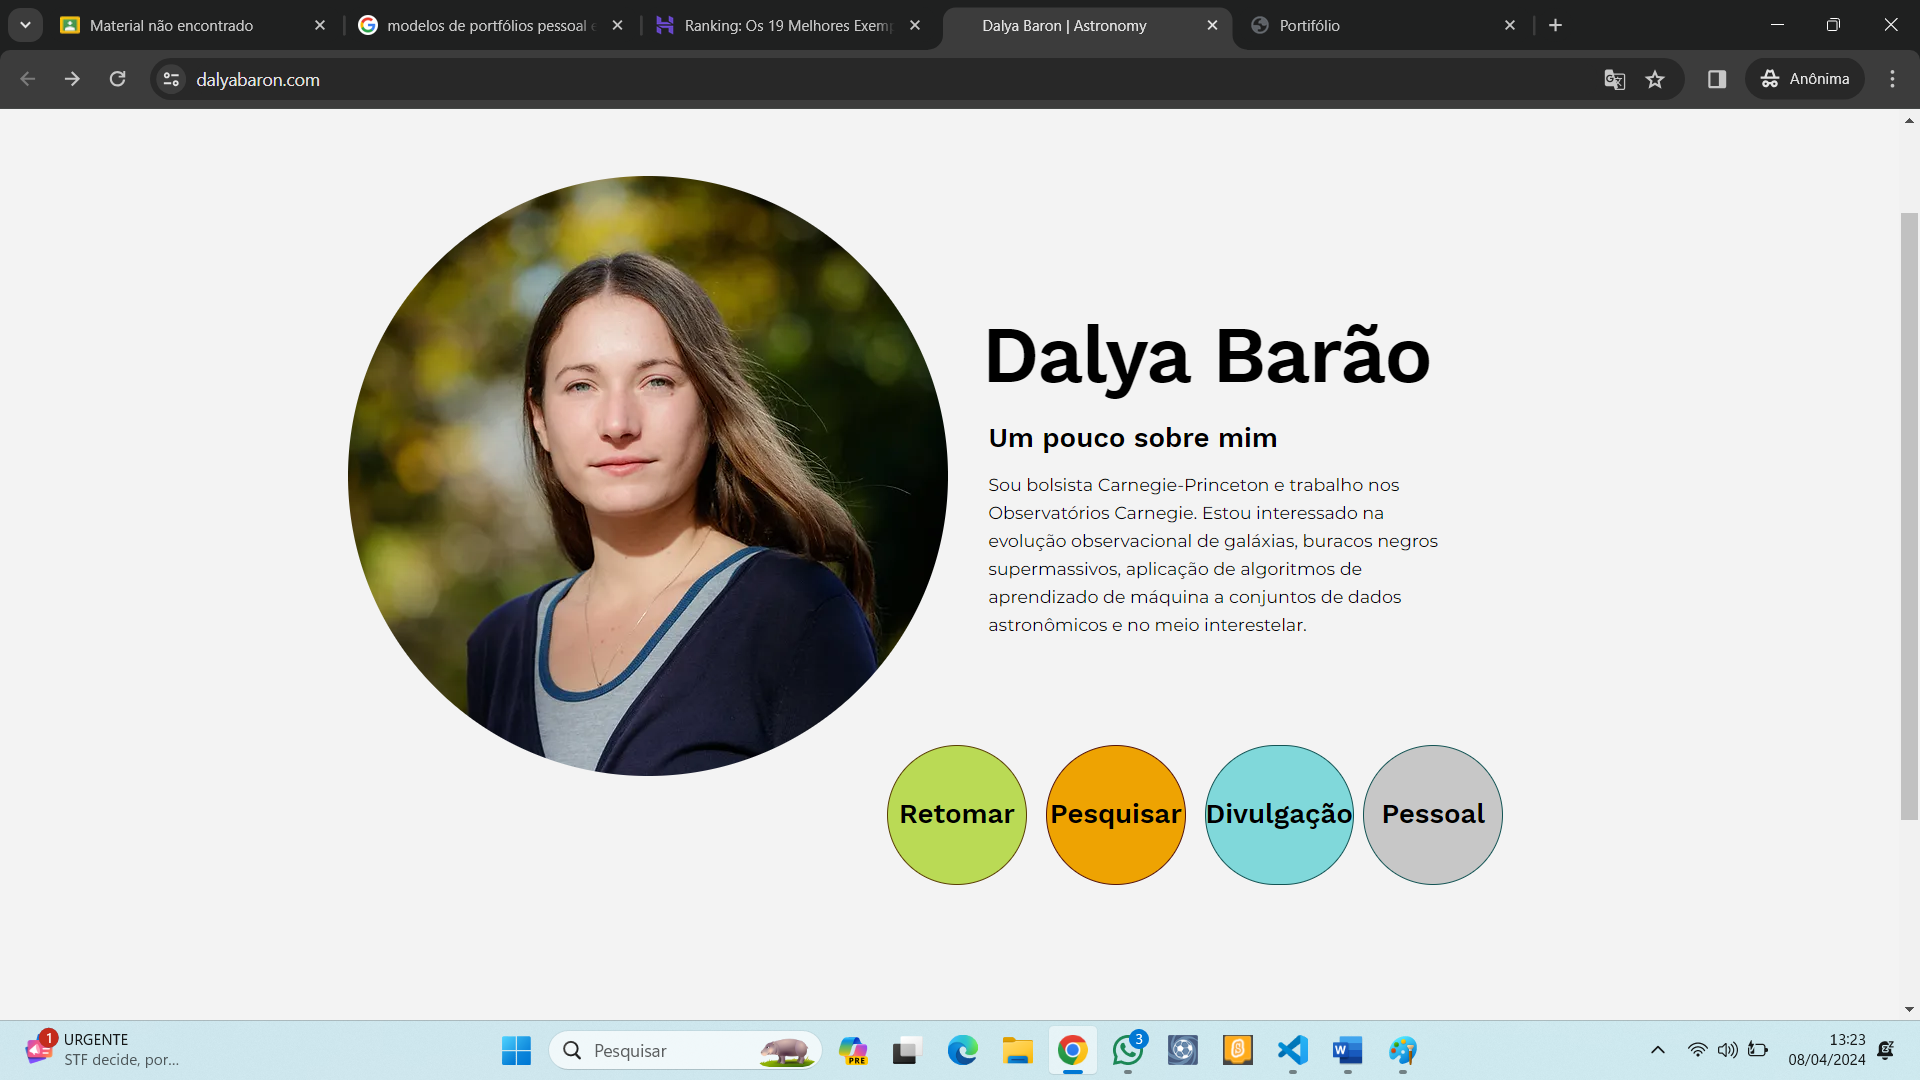 Material não encontrado
modelos de portfólios pessoal
Ranking: Os 19 Melhores Exem
Dalya Baron | Astronomy
Portifólio
dalyabaron.com
Anônima
Dalya Barão
Um pouco sobre mim
Sou bolsista Carnegie-Princeton e trabalho nos
Observatórios Carnegie. Estou interessado na
evolução observacional de galáxias, buracos negros
supermassivos, aplicação de algoritmos de
aprendizado de máquina a conjuntos de dados
astronômicos e no meio interestelar.
Retomar
Pesquisar
Divulgação
Pessoal
1
URGENTE
STF decide, por...
Pesquisar
PRE
3
13:23
08/04/2024